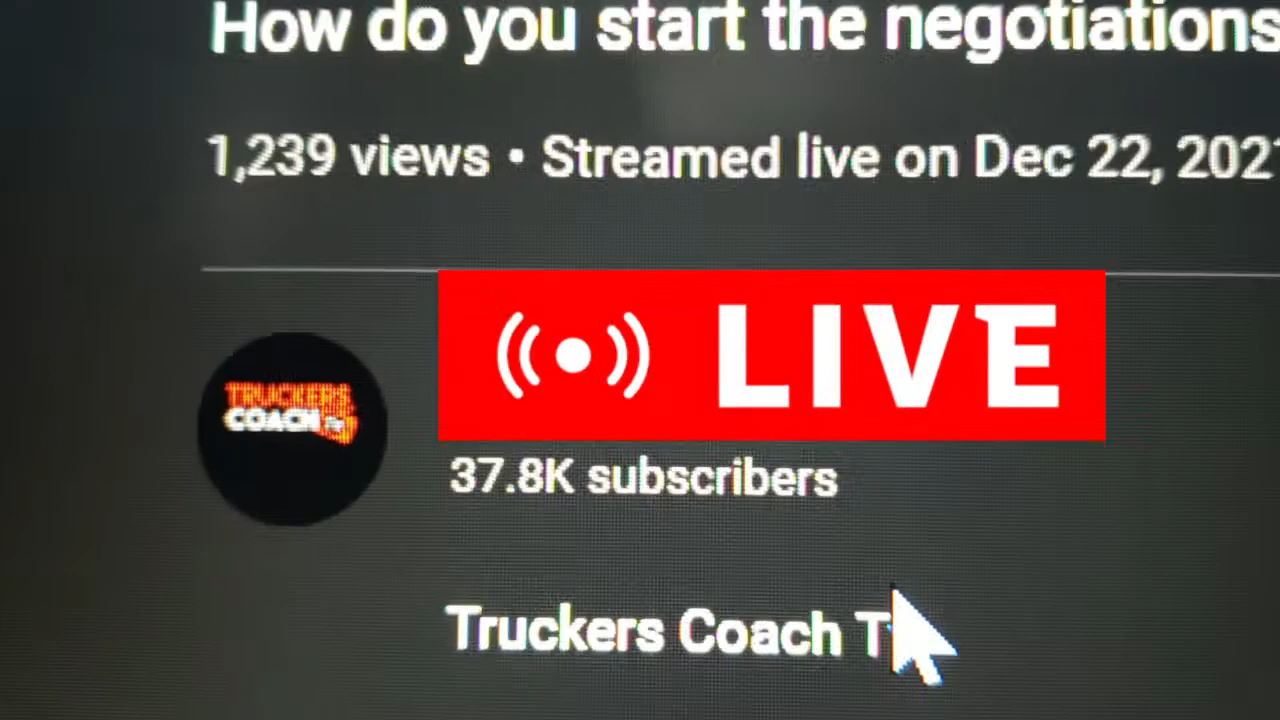 How do you start the negotiations
1,239 views • Streamed live on Dec 22, 202
LIVE
TRUCKERS
COACH
37.8K subscribers
Truckers Coach T